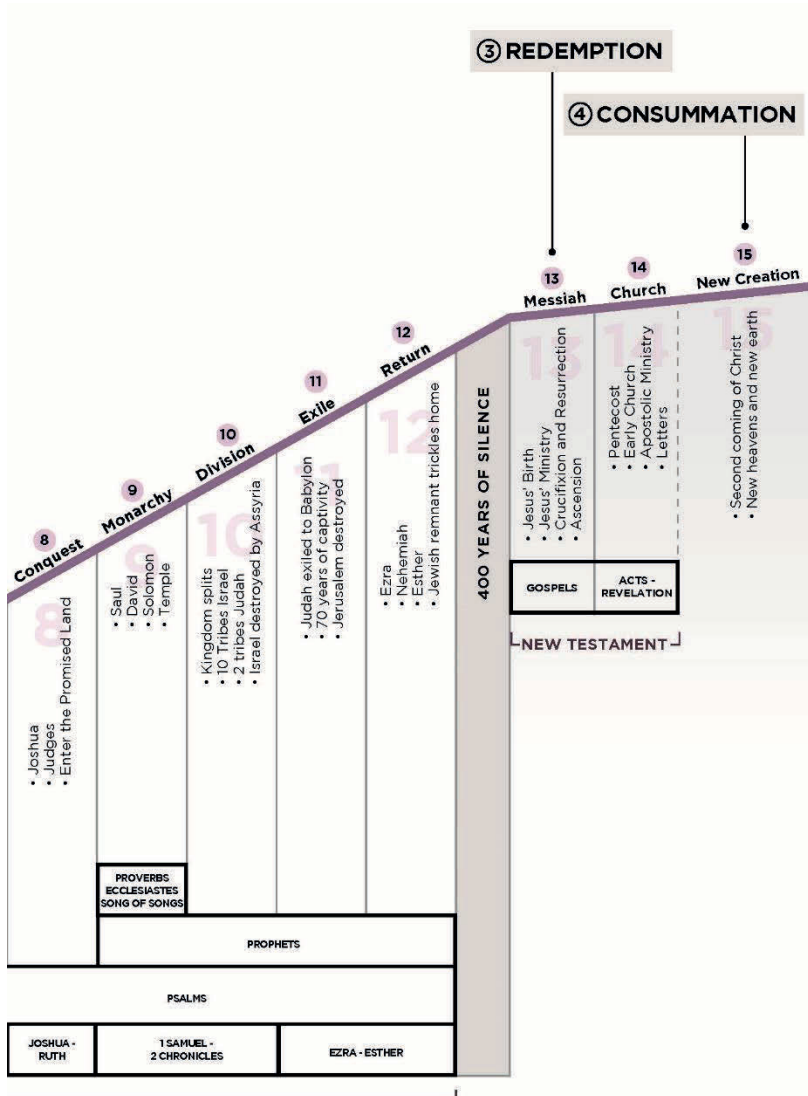 ③ REDEMPTION
④ CONSUMMATION
8
Conquest
9
Monarchy
10
Division
11
Exile
12
Return
13
Messiah
14
Church
15
New Creation
8
• Joshua
• Judges
• Enter the Promised Land
9
• Saul
• David
• Solomon
• Temple
10
• Kingdom splits
• 10 Tribes Israel
• 2 tribes Judah
• Israel destroyed by Assyria
11
• Judah exiled to Babylon
• 70 years of captivity
• Jerusalem destroyed
12
• Ezra
• Nehemiah
• Esther
• Jewish remnant trickles home
400 YEARS OF SILENCE
13
• Jesus' Birth
• Jesus' Ministry
• Crucifixion and Resurrection
• Ascension
14
• Pentecost
• Early Church
• Apostolic Ministry
• Letters
15
• Second coming of Christ
• New heavens and new earth
GOSPELS
ACTS -
REVELATION
NEW TESTAMENT
PROVERBS
ECCLESIASTES
SONG OF SONGS
PROPHETS
PSALMS
JOSHUA -
RUTH
1 SAMUEL -
2 CHRONICLES
EZRA - ESTHER